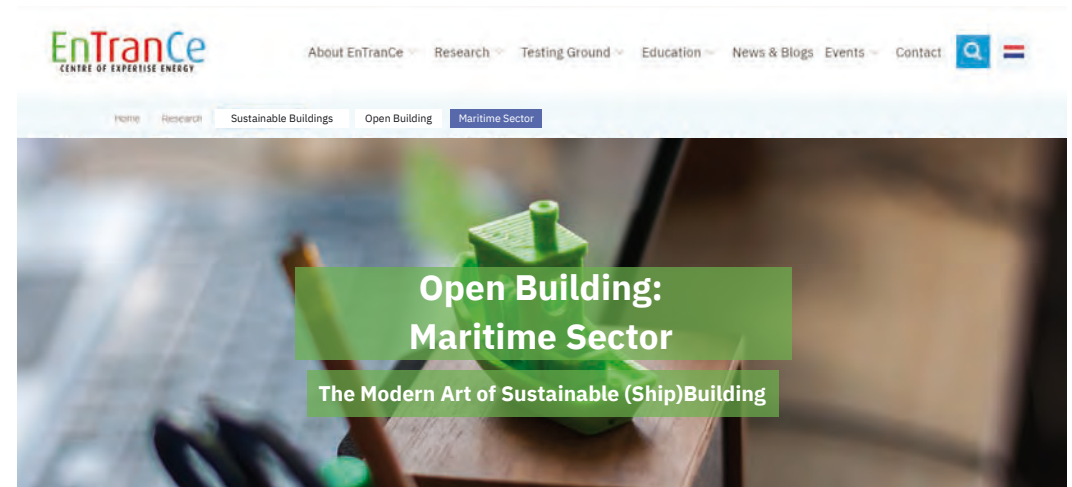 EnTranCe
CENTRE OF EXPERTISE ENERGY
About EnTranCe Research Testing Ground Education News & Blogs Events Contact
Home Research Sustainable Buildings Open Building Maritime Sector
Open Building:
Maritime Sector
The Modern Art of Sustainable (Ship)Building